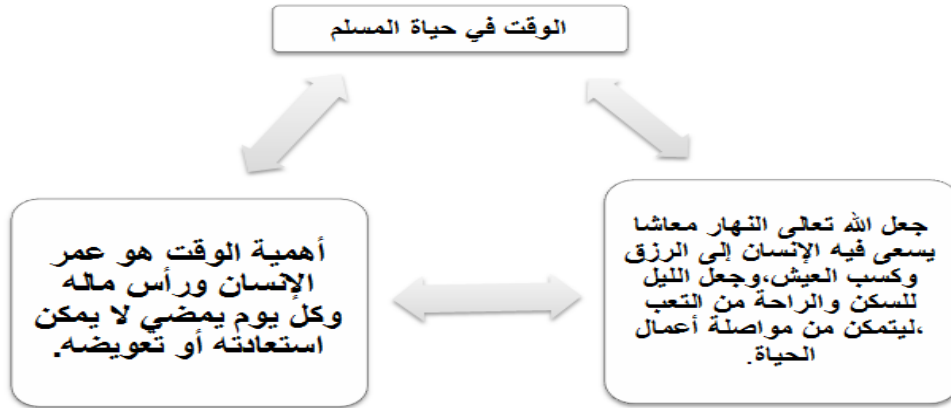 الوقت في حياة المسلم
جعل الله تعالى النهار معاشا
يسعى فيه الإنسان إلى الرزق
وكسب العيش،وجعل الليل
للسكن والراحة من التعب
،ليتمكن من مواصلة أعمال
الحياة.
أهمية الوقت هو عمر
الإنسان ورأس ماله
وكل يوم يمضي لا يمكن
استعادته أو تعويضه.